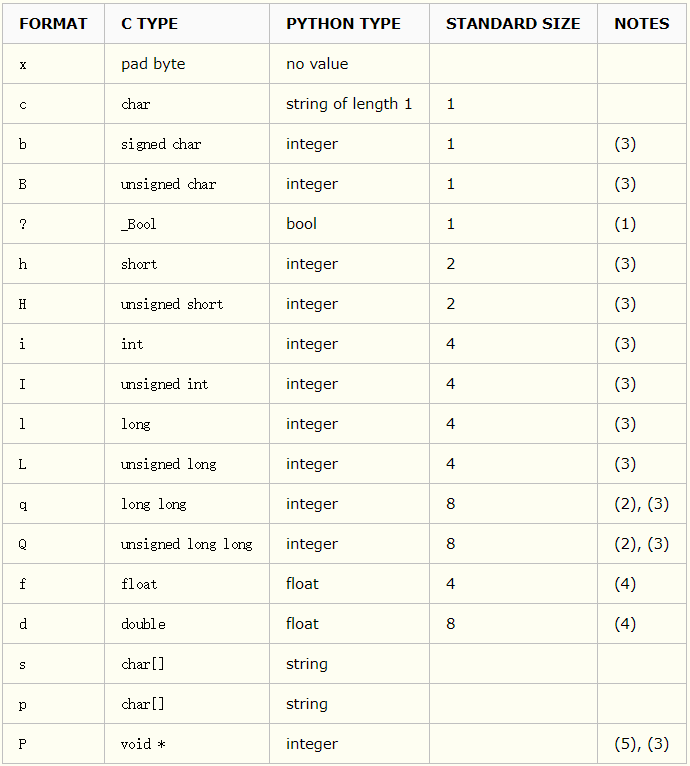 FORMAT C TYPE PYTHON TYPE STANDARD SIZE NOTES
x pad byte no value
c char string of length 1 1
b signed char integer 1 (3)
B unsigned char integer 1 (3)
? _Bool bool 1 (1)
h short integer 2 (3)
H unsigned short integer 2 (3)
i int integer 4 (3)
I unsigned int integer 4 (3)
l long integer 4 (3)
L unsigned long integer 4 (3)
q long long integer 8 (2), (3)
Q unsigned long long integer 8 (2), (3)
f float float 4 (4)
d double float 8 (4)
s char[] string
p char[] string
P void * integer (5), (3)